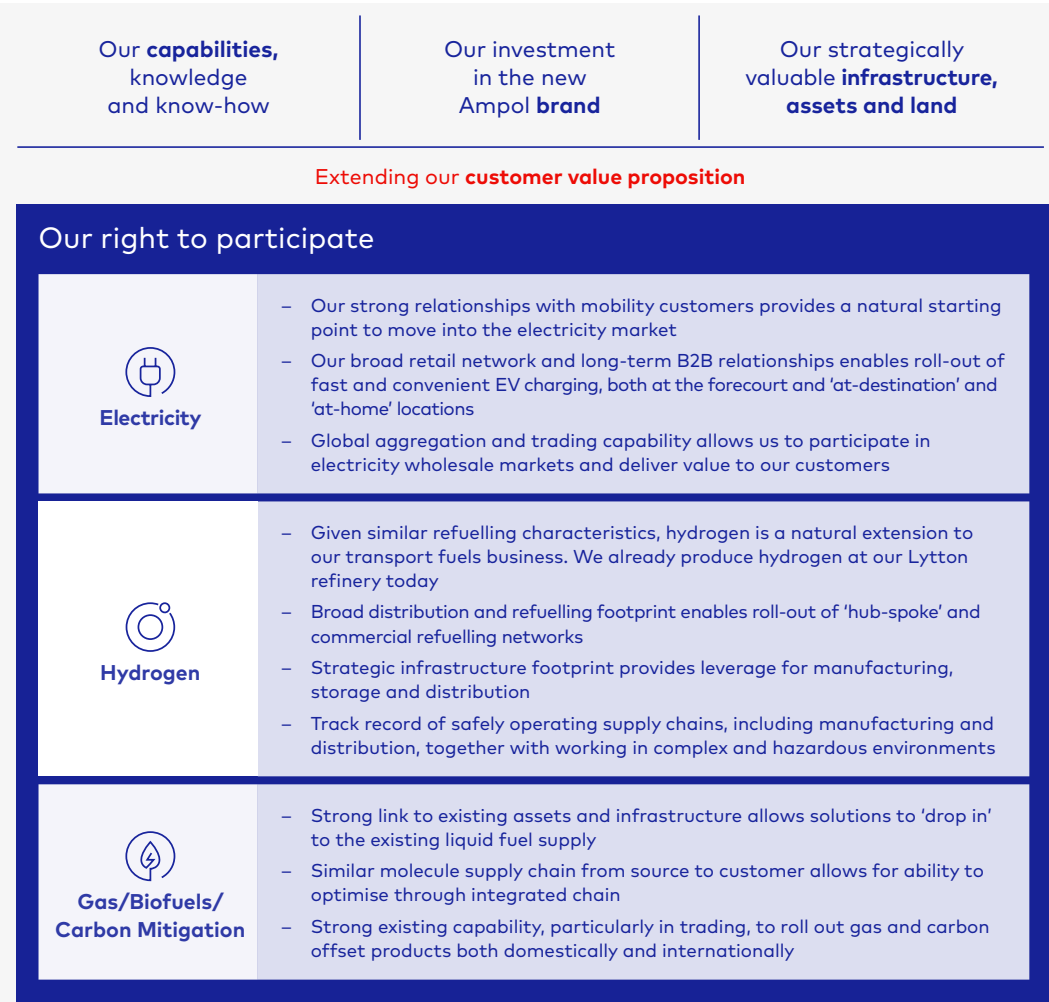 Our capabilities,
knowledge
and know-how
Our investment
in the new
Ampol brand
Our strategically
valuable infrastructure,
assets and land
Extending our customer value proposition
Our right to participate
Electricity
– Our strong relationships with mobility customers provides a natural starting
point to move into the electricity market
– Our broad retail network and long-term B2B relationships enables roll-out of
fast and convenient EV charging, both at the forecourt and ‘at-destination’ and
‘at-home’ locations
– Global aggregation and trading capability allows us to participate in
electricity wholesale markets and deliver value to our customers
Hydrogen
– Given similar refuelling characteristics, hydrogen is a natural extension to
our transport fuels business. We already produce hydrogen at our Lytton
refinery today
– Broad distribution and refuelling footprint enables roll-out of ‘hub-spoke’ and
commercial refuelling networks
– Strategic infrastructure footprint provides leverage for manufacturing,
storage and distribution
– Track record of safely operating supply chains, including manufacturing and
distribution, together with working in complex and hazardous environments
Gas/Biofuels/
Carbon Mitigation
– Strong link to existing assets and infrastructure allows solutions to ‘drop in’
to the existing liquid fuel supply
– Similar molecule supply chain from source to customer allows for ability to
optimise through integrated chain
– Strong existing capability, particularly in trading, to roll out gas and carbon
offset products both domestically and internationally